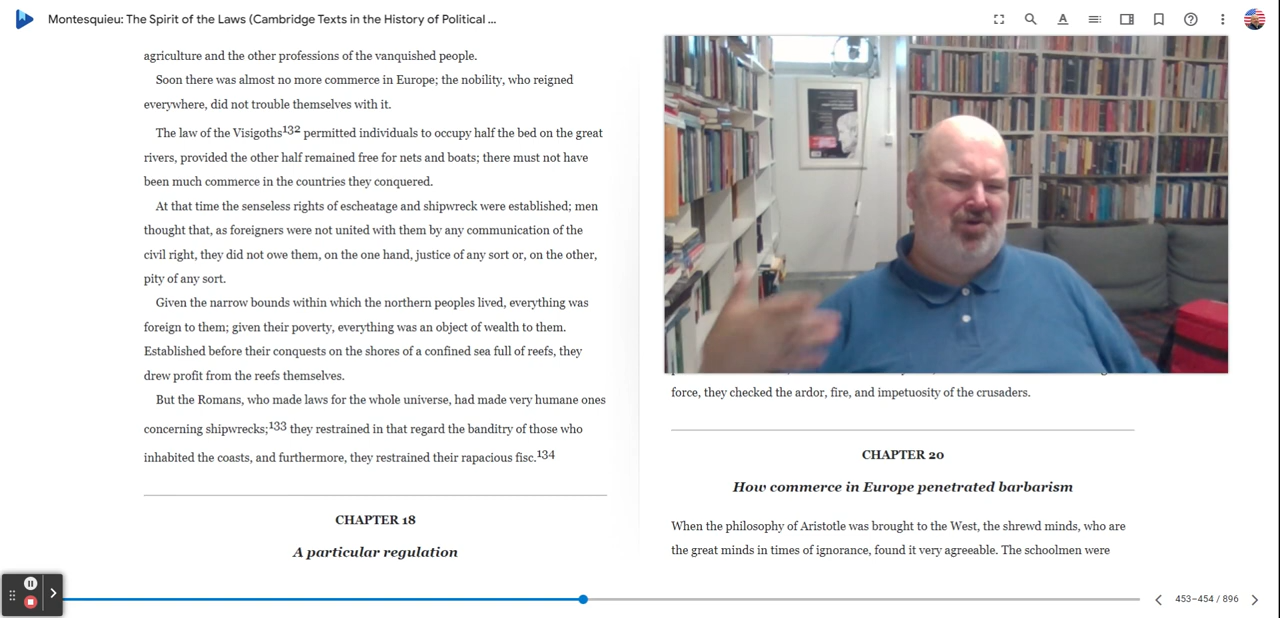 Montesquieu: The Spirit of the Laws (Cambridge Texts in the History of Political ...
agriculture and the other professions of the vanquished people.
Soon there was almost no more commerce in Europe; the nobility, who reigned
everywhere, did not trouble themselves with it.
The law of the Visigoths132 permitted individuals to occupy half the bed on the great
rivers, provided the other half remained free for nets and boats; there must not have
been much commerce in the countries they conquered.
At that time the senseless rights of escheatage and shipwreck were established; men
thought that, as foreigners were not united with them by any communication of the
civil right, they did not owe them, on the one hand, justice of any sort or, on the other,
pity of any sort.
Given the narrow bounds within which the northern peoples lived, everything was
foreign to them; given their poverty, everything was an object of wealth to them.
Established before their conquests on the shores of a confined sea full of reefs, they
drew profit from the reefs themselves.
But the Romans, who made laws for the whole universe, had made very humane ones
concerning shipwrecks;133 they restrained in that regard the banditry of those who
inhabited the coasts, and furthermore, they restrained their rapacious fisc.134
CHAPTER 18
A particular regulation
force, they checked the ardor, fire, and impetuosity of the crusaders.
CHAPTER 20
How commerce in Europe penetrated barbarism
When the philosophy of Aristotle was brought to the West, the shrewd minds, who are
the great minds in times of ignorance, found it very agreeable. The schoolmen were
453–454 / 896